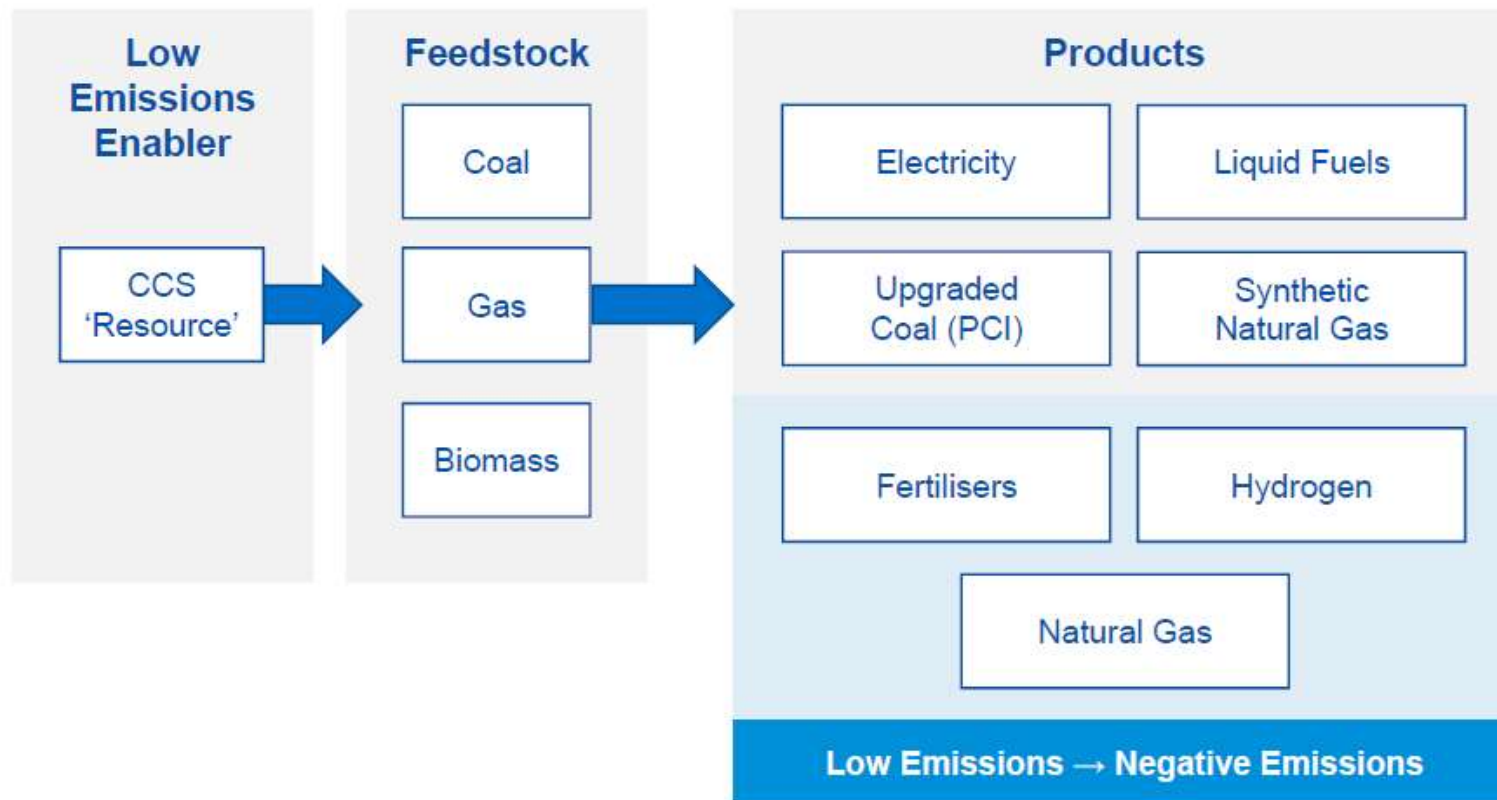 Low
Emissions
Enabler
CCS
‘Resource’
Feedstock
Coal
Gas
Biomass
Products
Electricity
Liquid Fuels
Upgraded
Coal (PCI)
Synthetic
Natural Gas
Fertilisers
Hydrogen
Natural Gas
Low Emissions → Negative Emissions